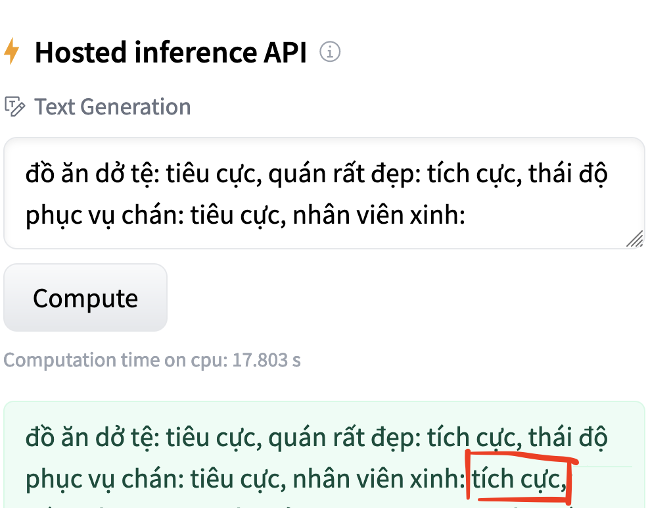 Hosted inference API
Text Generation
đồ ăn dở tệ: tiêu cực, quán rất đẹp: tích cực, thái độ
phục vụ chán: tiêu cực, nhân viên xinh:
Compute
Computation time on cpu: 17.803 s
đồ ăn dở tệ: tiêu cực, quán rất đẹp: tích cực, thái độ
phục vụ chán: tiêu cực, nhân viên xinh: tích cực,